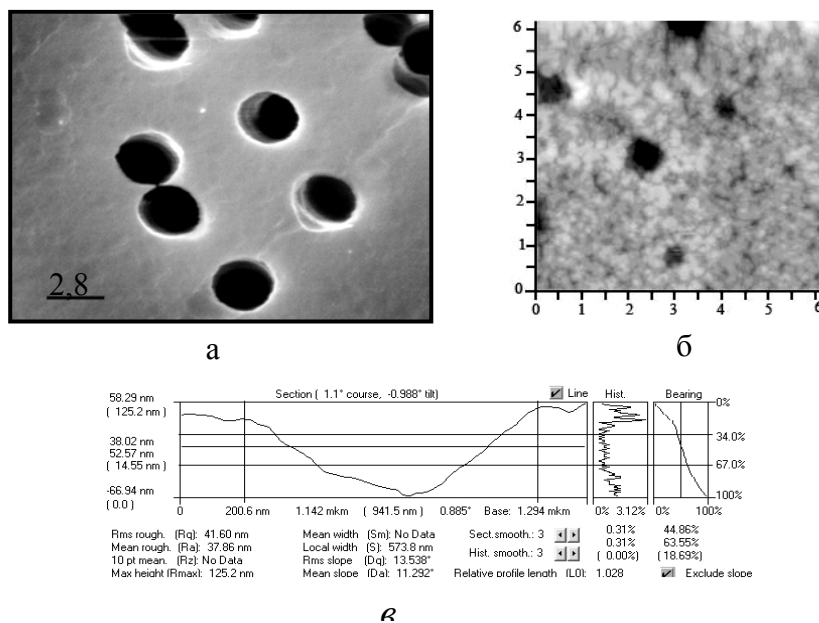 2,8
6
5
4
3
2
1
0
0 1 2 3 4 5 6
а
б
58.29 nm Section ( 1.1° course, -0.988° tilt) Line Hist. Bearing
( 125.2 nm ) 0%
38.02 nm 34.0%
52.57 nm
( 14.55 nm ) 67.0%
-66.94 nm 100%
( 0.0 )
0 200.6 nm 1.142 mkm ( 941.5 nm ) 0.885° Base: 1.294 mkm 0% 3.12% 0% 100%
Rms rough. (Rq): 41.60 nm Mean width (Sm): No Data Sect.smooth.: 3 0.31% 44.86%
Mean rough. (Ra): 37.86 nm Local width (S): 573.8 nm 0.31% 63.55%
10 pt mean. (Rz): No Data Rms slope (Dq): 13.538° Hist. smooth.: 3 ( 0.00%) (18.69%)
Max height (Rmax): 125.2 nm Mean slope (Da): 11.292° Relative profile length (L0): 1.028 Exclude slope
в